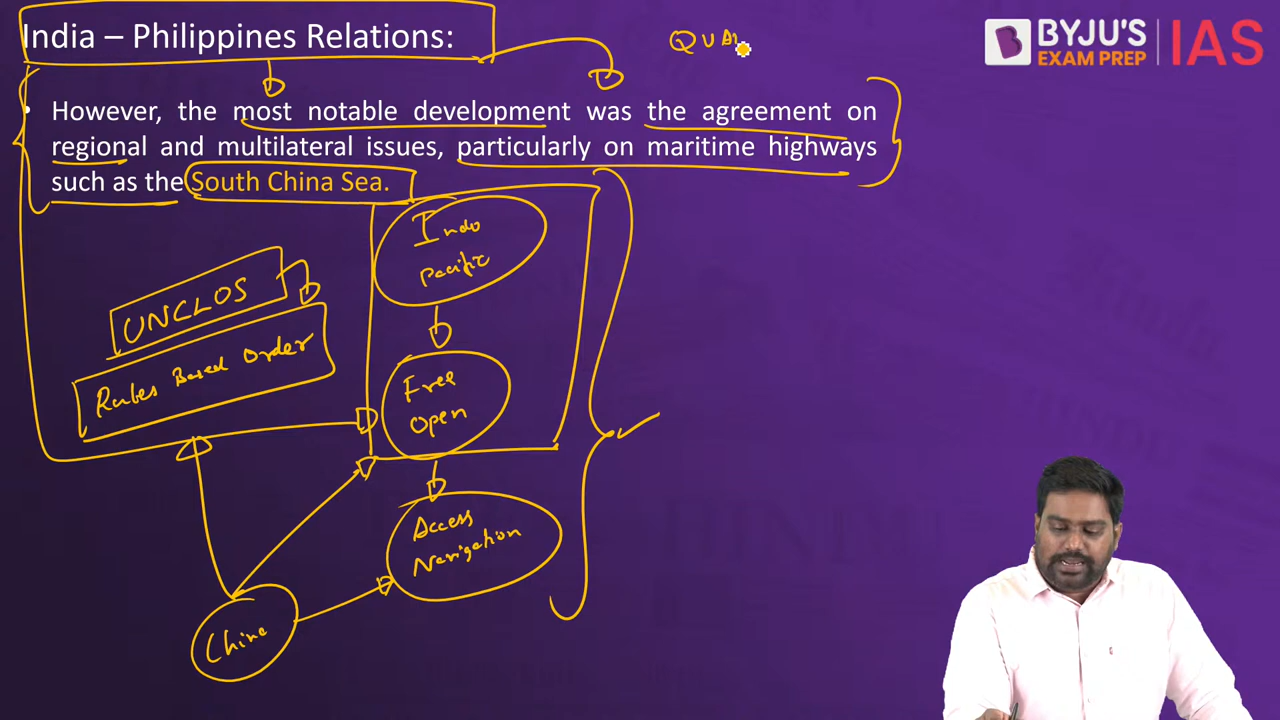 India – Philippines Relations:
QUA
BYJU'S
EXAM PREP
IAS
• However, the most notable development was the agreement on
regional and multilateral issues, particularly on maritime highways
such as the South China Sea.
Indo
Pacific
UNCLOS
Rules Based Order
Free
Open
Access
Navigation
China